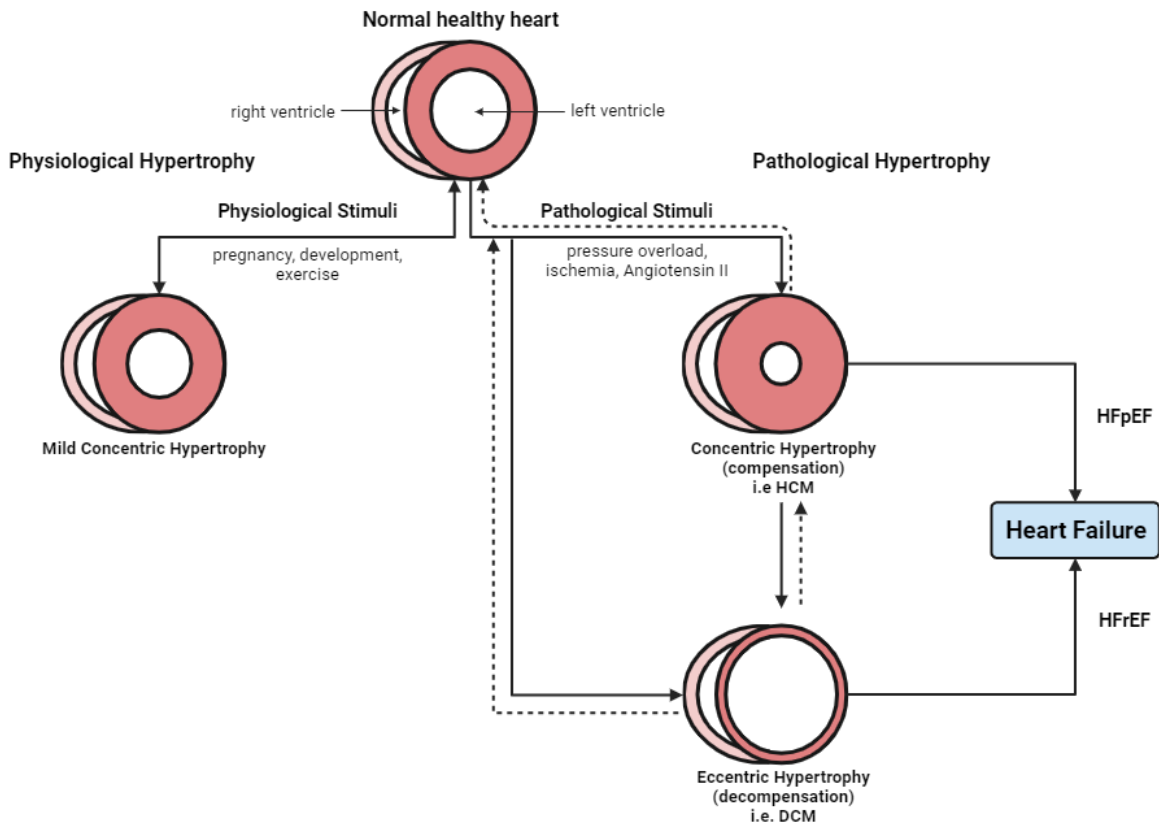 Normal healthy heart
right ventricle
left ventricle
Physiological Hypertrophy
Pathological Hypertrophy
Physiological Stimuli
pregnancy, development,
exercise
Pathological Stimuli
pressure overload,
ischemia, Angiotensin II
Mild Concentric Hypertrophy
Concentric Hypertrophy
(compensation)
i.e HCM
HFpEF
Heart Failure
HFrEF
Eccentric Hypertrophy
(decompensation)
i.e. DCM